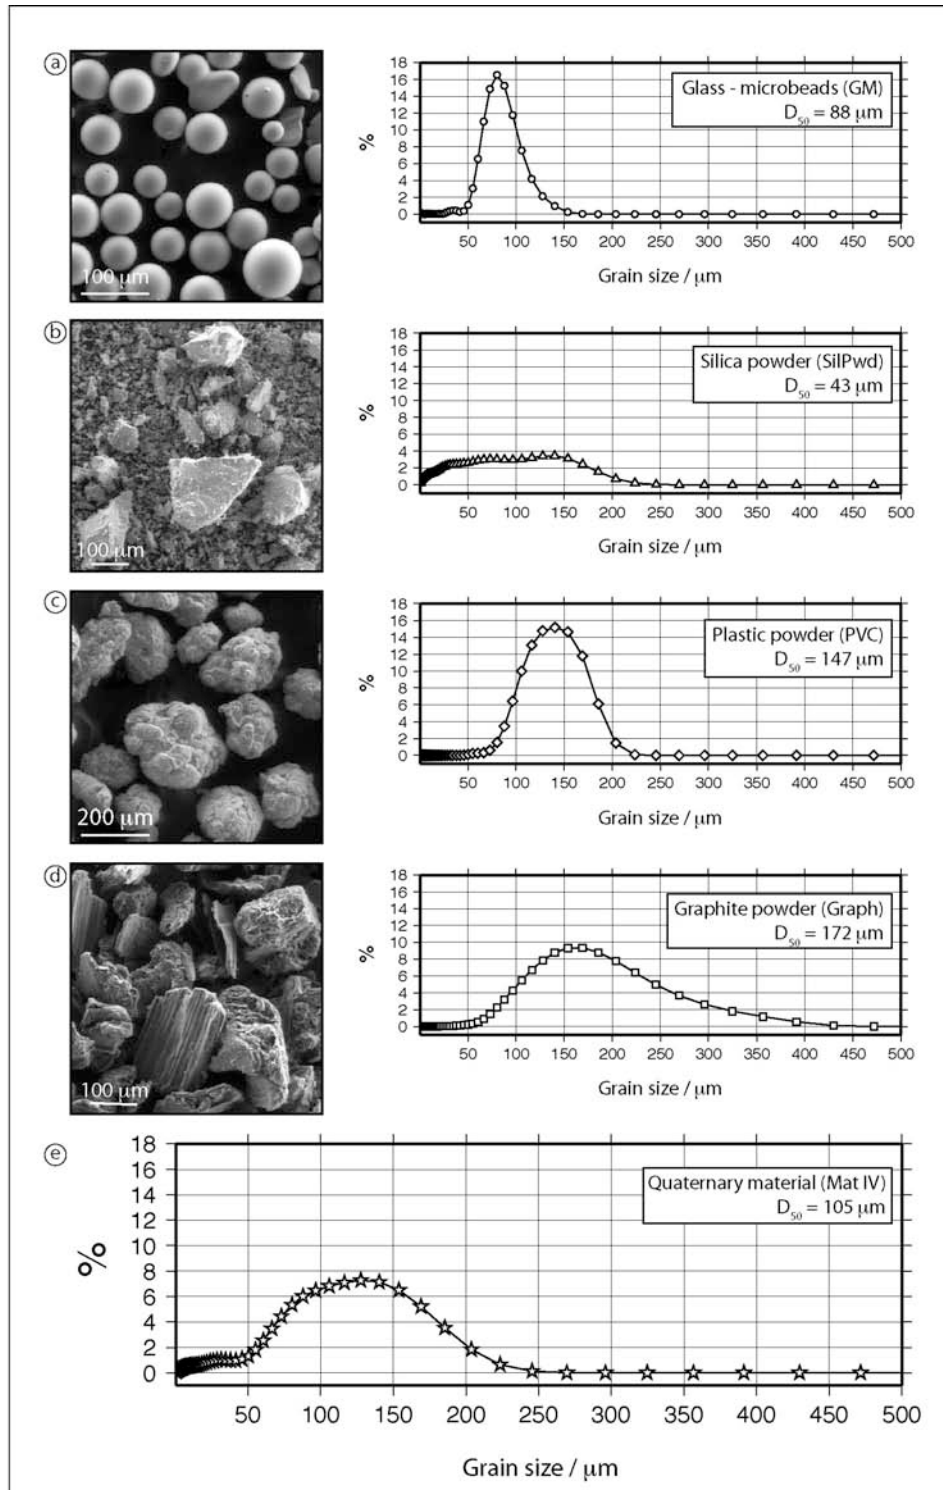 a
100 μm
18
16
14
12
10
8
6
4
2
0
%
Glass - microbeads (GM)
D50 = 88 μm
50 100 150 200 250 300 350 400 450 500
Grain size / μm
b
100 μm
18
16
14
12
10
8
6
4
2
0
%
Silica powder (SilPwd)
D50 = 43 μm
50 100 150 200 250 300 350 400 450 500
Grain size / μm
c
200 μm
18
16
14
12
10
8
6
4
2
0
%
Plastic powder (PVC)
D50 = 147 μm
50 100 150 200 250 300 350 400 450 500
Grain size / μm
d
100 μm
18
16
14
12
10
8
6
4
2
0
%
Graphite powder (Graph)
D50 = 172 μm
50 100 150 200 250 300 350 400 450 500
Grain size / μm
e
18
16
14
12
10
8
6
4
2
0
%
Quaternary material (Mat IV)
D50 = 105 μm
50 100 150 200 250 300 350 400 450 500
Grain size / μm